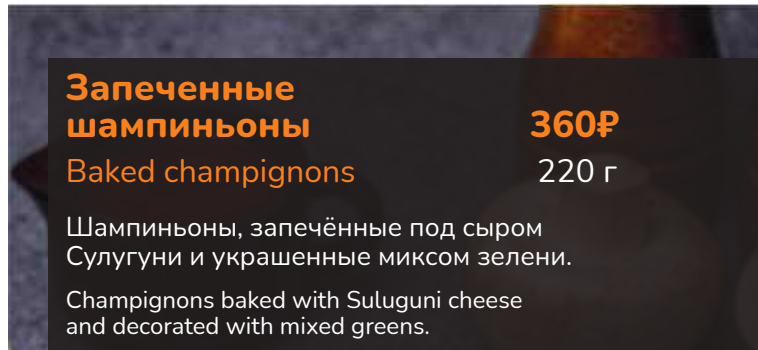 Запеченные
шампиньоны 360₽
Baked champignons 220 г
Шампиньоны, запечённые под сыром
Сулугуни и украшенные миксом зелени.
Champignons baked with Suluguni cheese
and decorated with mixed greens.